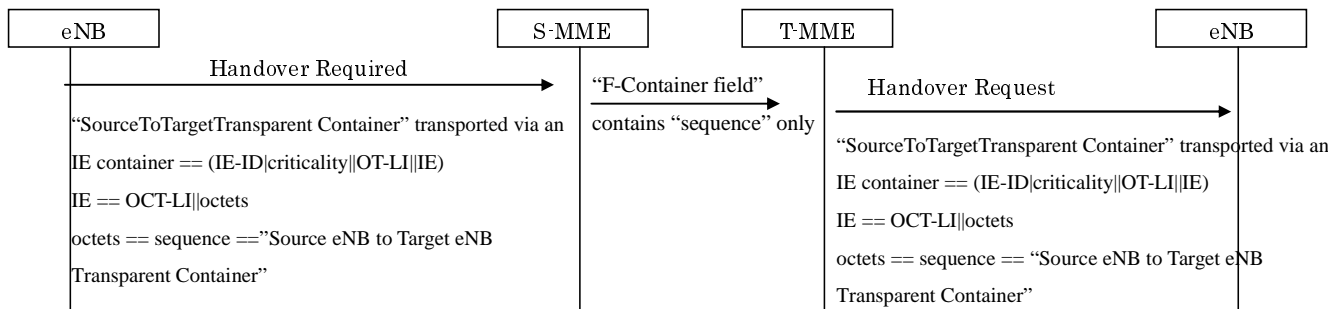 eNB
S-MME
T-MME
eNB
Handover Required
“F-Container field”
contains “sequence” only
Handover Request
“SourceToTargetTransparent Container” transported via an
IE container == (IE-ID|criticality||OT-LI||IE)
IE == OCT-LI||octets
octets == sequence ==”Source eNB to Target eNB
Transparent Container”
“SourceToTargetTransparent Container” transported via an
IE container == (IE-ID|criticality||OT-LI||IE)
IE == OCT-LI||octets
octets == sequence == “Source eNB to Target eNB
Transparent Container”